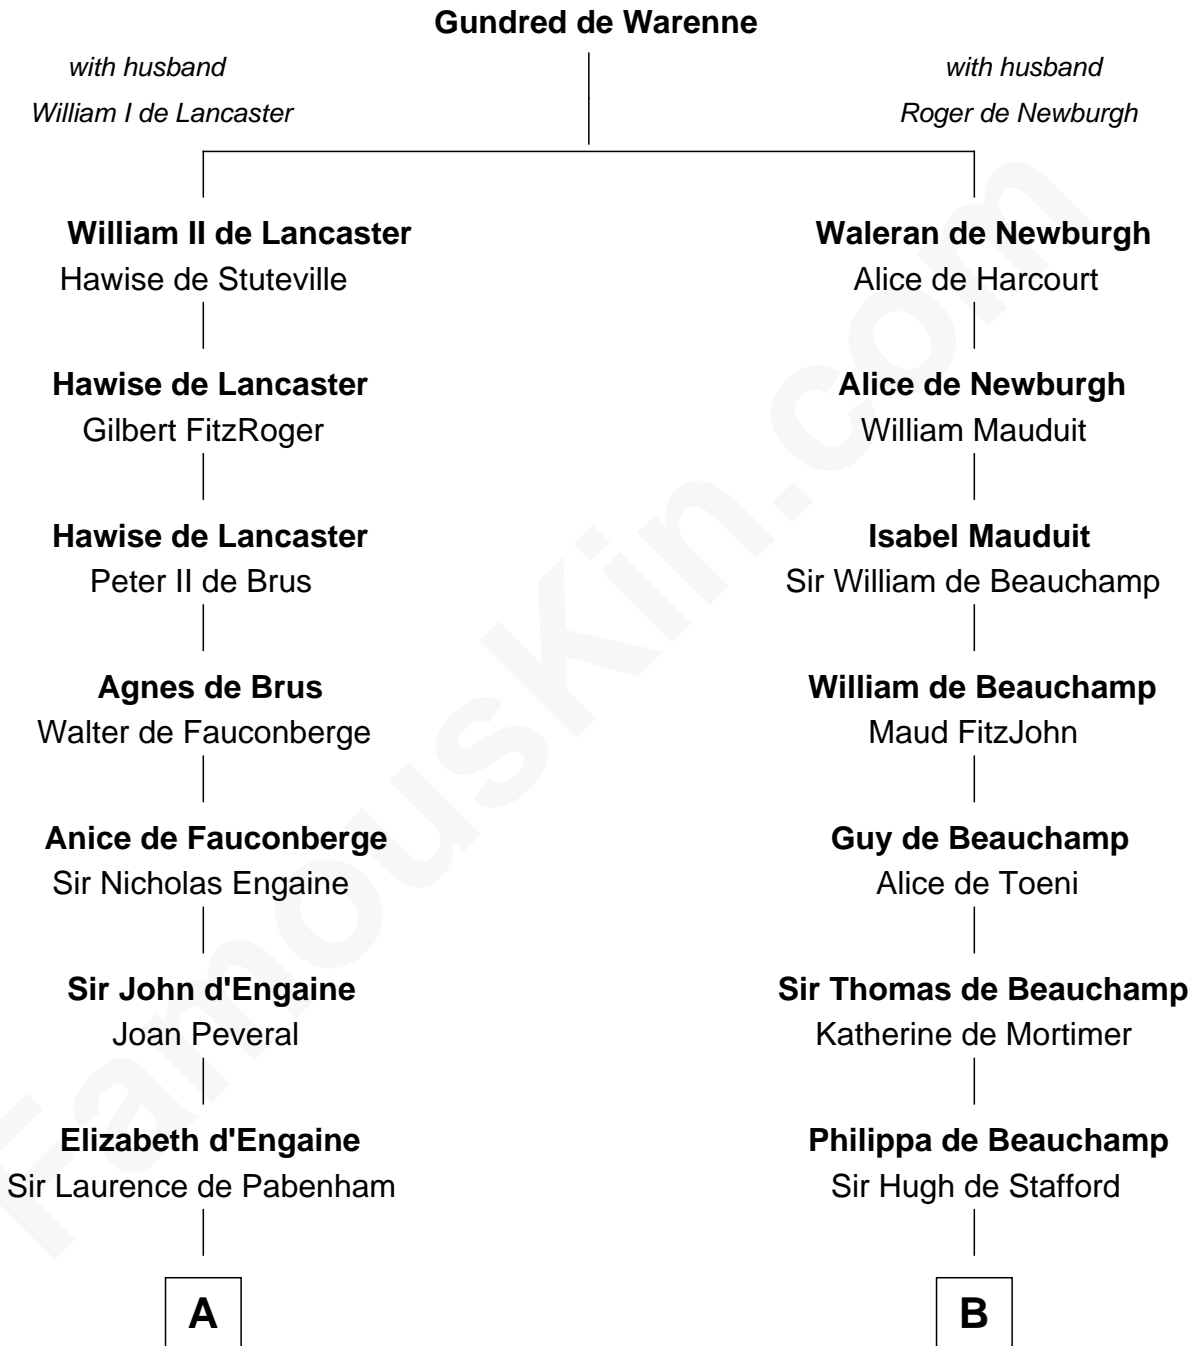 Gundred de Warenne
with husband
William I de Lancaster
with husband
Roger de Newburgh
William II de Lancaster
Hawise de Stuteville
Waleran de Newburgh
Alice de Harcourt
Hawise de Lancaster
Gilbert FitzRoger
Alice de Newburgh
William Mauduit
Hawise de Lancaster
Peter II de Brus
Isabel Mauduit
Sir William de Beauchamp
Agnes de Brus
Walter de Fauconberge
William de Beauchamp
Maud FitzJohn
Anice de Fauconberge
Sir Nicholas Engaine
Guy de Beauchamp
Alice de Toeni
Sir John d'Engaine
Joan Peveral
Sir Thomas de Beauchamp
Katherine de Mortimer
Elizabeth d'Engaine
Sir Laurence de Pabenham
Philippa de Beauchamp
Sir Hugh de Stafford
A
B
FamousKin.com